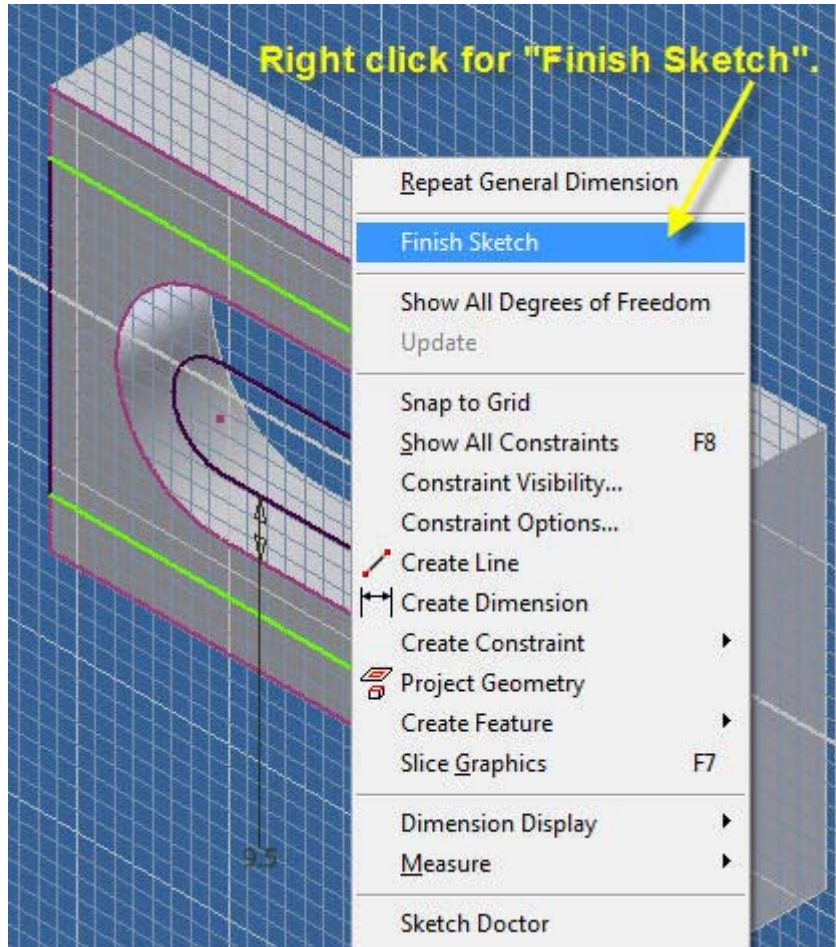 Right click for "Finish Sketch".
Repeat General Dimension
Finish Sketch
Show All Degrees of Freedom
Update
Snap to Grid
Show All Constraints F8
Constraint Visibility...
Constraint Options...
Create Line
Create Dimension
Create Constraint
Project Geometry
Create Feature
Slice Graphics F7
Dimension Display
9.5
Measure
Sketch Doctor